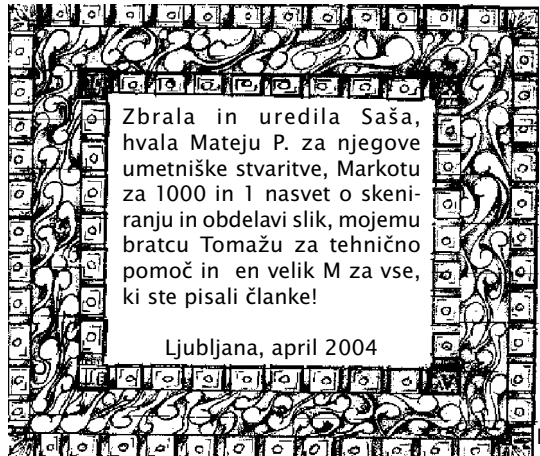 Zbrala in uredila Saša,
hvala Mateju P. za njegove
umetniške stvaritve, Markotu
za 1000 in 1 nasvet o skeni-
ranju in obdelavi slik, mojemu
bratcu Tomažu za tehnično
pomoč in  en velik M za vse,
ki ste pisali članke!
Ljubljana, april 2004